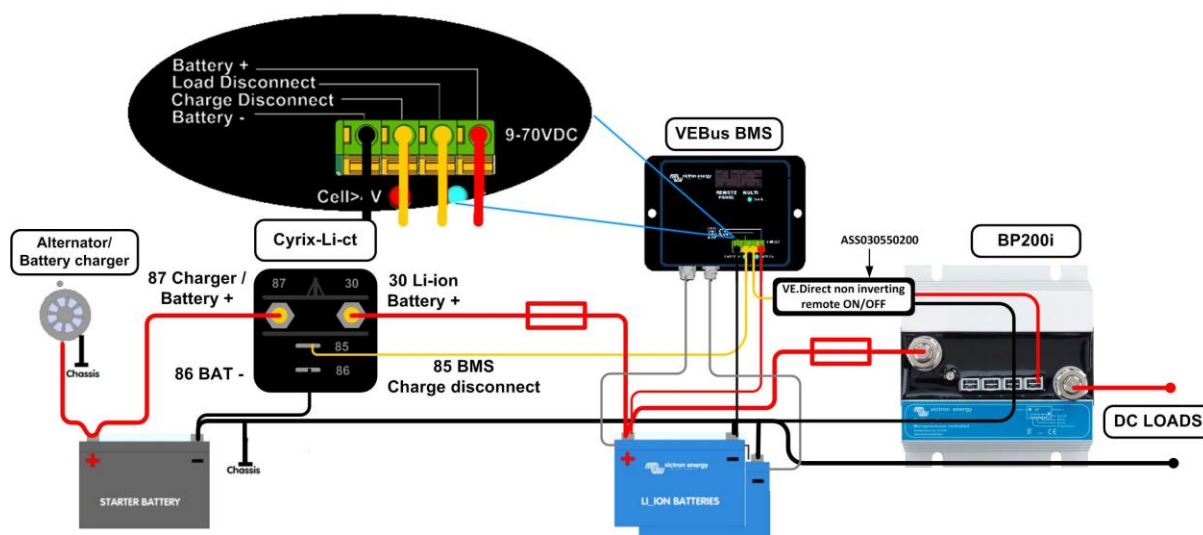 Battery +
Load Disconnect
Charge Disconnect
Battery -
9-70VDC
Cell>4 V
VEBus BMS
victron energy
REMOTE PANEL
MULTI
Alternator/
Battery charger
Chassis
Cyrix-Li-ct
87 Charger /
Battery +
87
30
85
86
30 Li-ion
Battery +
86 BAT -
85 BMS
Charge disconnect
ASS030550200
VE.Direct non inverting
remote ON/OFF
BP200i
victron energy
DC LOADS
+
-
STARTER BATTERY
Chassis
+
-
victron energy
LI_ION BATTERIES
-